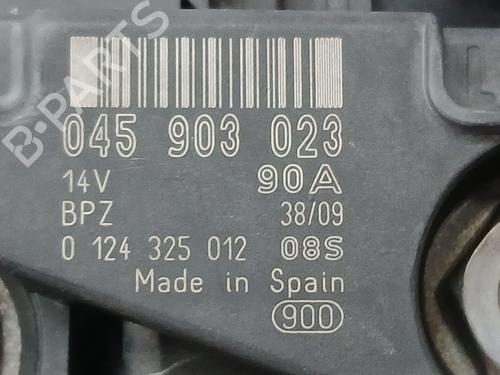 B-PARTS
045 903 023
14V 90A
BPZ 38/09
0 124 325 012 08S
Made in Spain
900